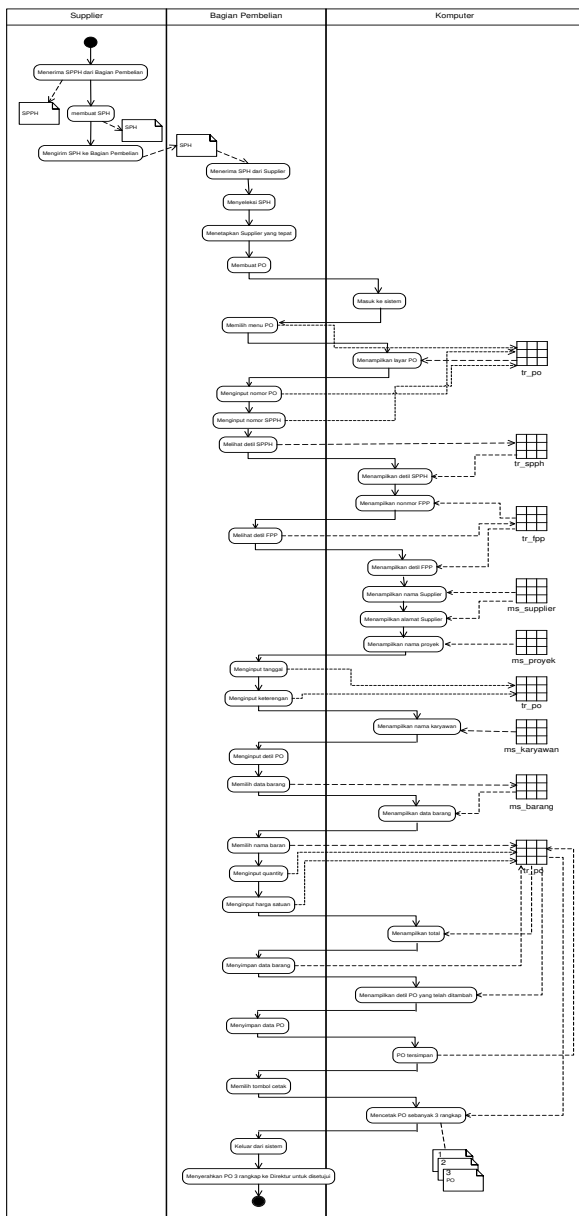 Supplier
Bagian Pembelian
Komputer
Menerima SPPH dari Bagian Pembelian
SPPH
membuat SPH
SPH
Mengirim SPH ke Bagian Pembelian
SPH
Menerima SPH dari Supplier
Menyeleksi SPH
Menetapkan Supplier yang tepat
Membuat PO
Masuk ke sistem
Memilih menu PO
Menampilkan layar PO
tr_po
Menginput nomor PO
Menginput nomor SPPH
Melihat detil SPPH
tr_spph
Menampilkan detil SPPH
Menampilkan nonmor FPP
Melihat detil FPP
tr_fpp
Menampilkan detil FPP
Menampilkan nama Supplier
ms_supplier
Menampilkan alamat Supplier
Menampilkan nama proyek
ms_proyek
Menginput tanggal
tr_po
Menginput keterengan
Menampilkan nama karyawan
ms_karyawan
Menginput detil PO
Memilih data barang
ms_barang
Menampilkan data barang
Memilih nama baran
Menginput quantity
tr_po
Menginput harga satuan
Menampilkan total
Menyimpan data barang
Menampilkan detil PO yang telah ditambah
Menyimpan data PO
PO tersimpan
Memilih tombol cetak
Mencetak PO sebanyak 3 rangkap
Keluar dari sistem
1
2
3
PO
Menyerahkan PO 3 rangkap ke Direktur untuk disetujui